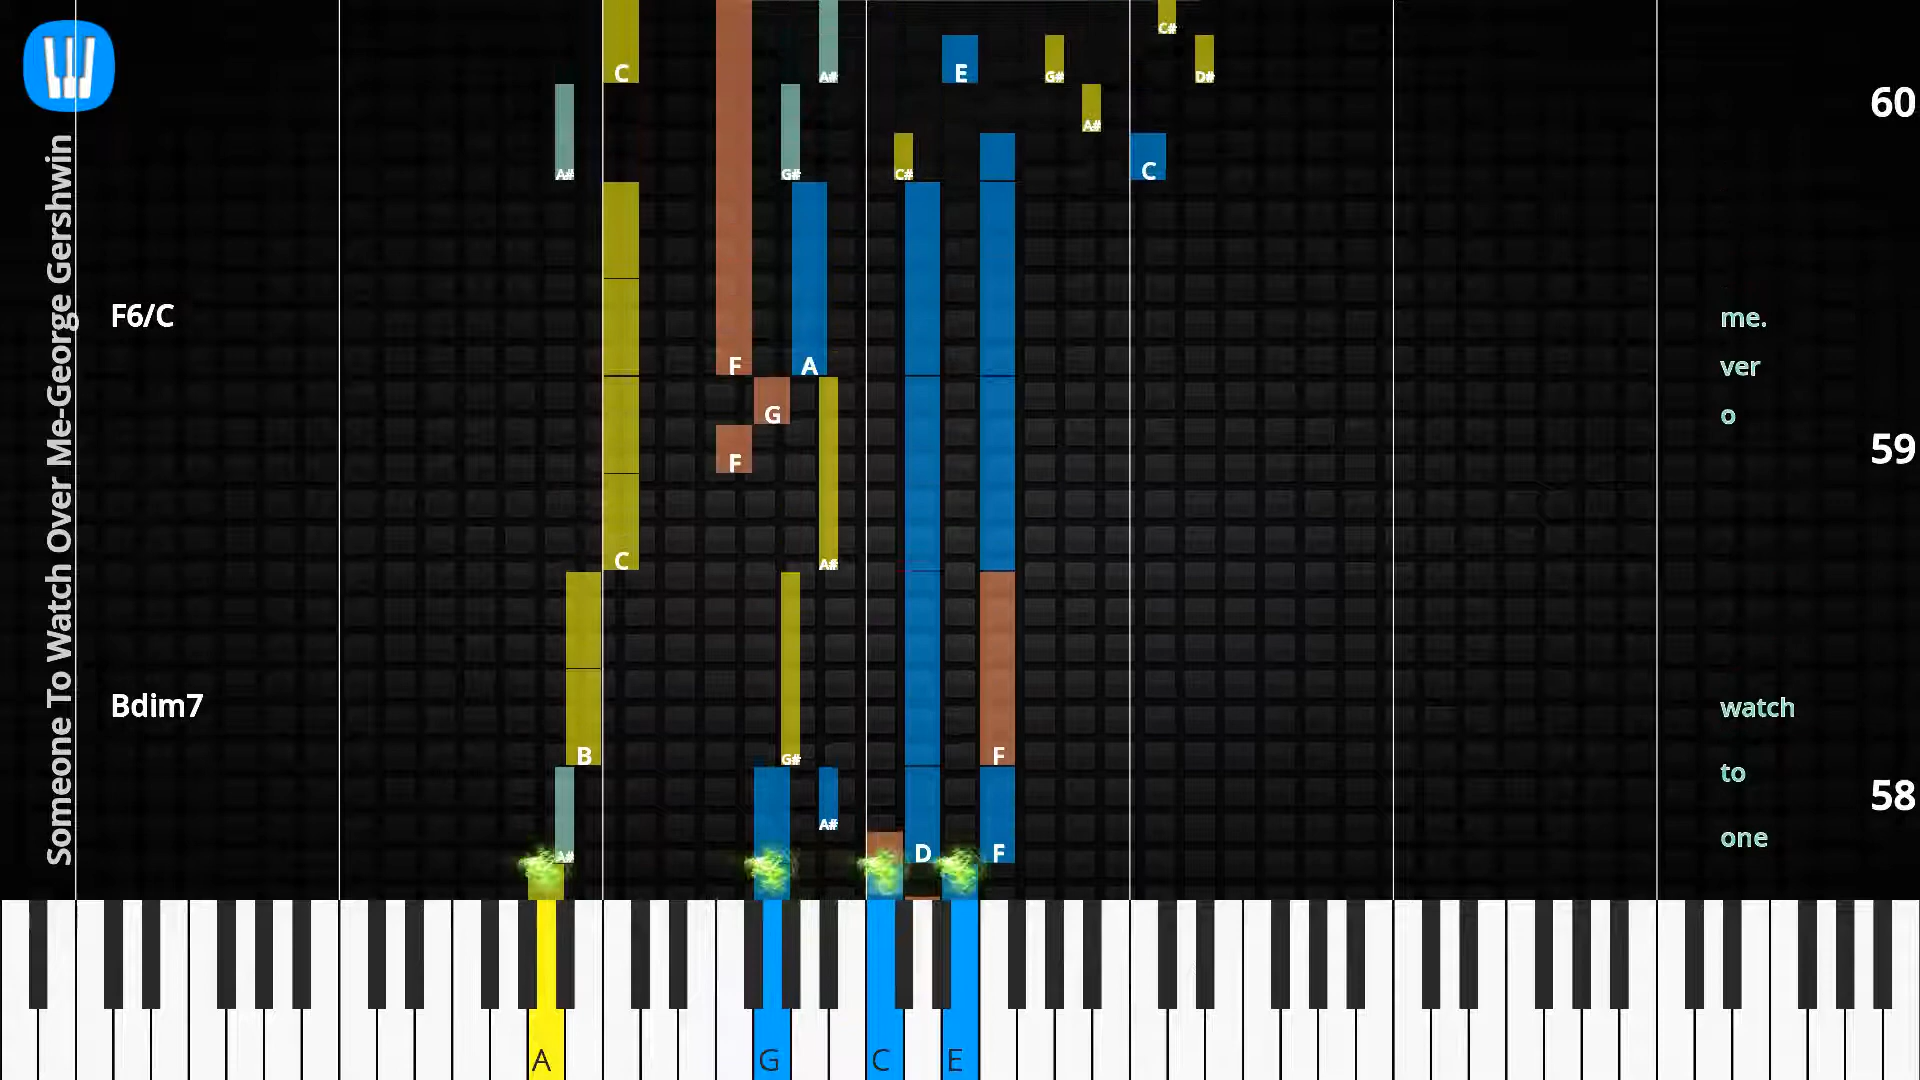 Someone To Watch Over Me-George Gershwin
C#
C
A#
E
G#
D#
60
A#
A#
G#
C#
C
F6/C
me.
F
A
ver
G
o
F
59
C
A#
Bdim7
watch
B
G#
F
to
58
A#
one
A#
D
F
A
G
C
E